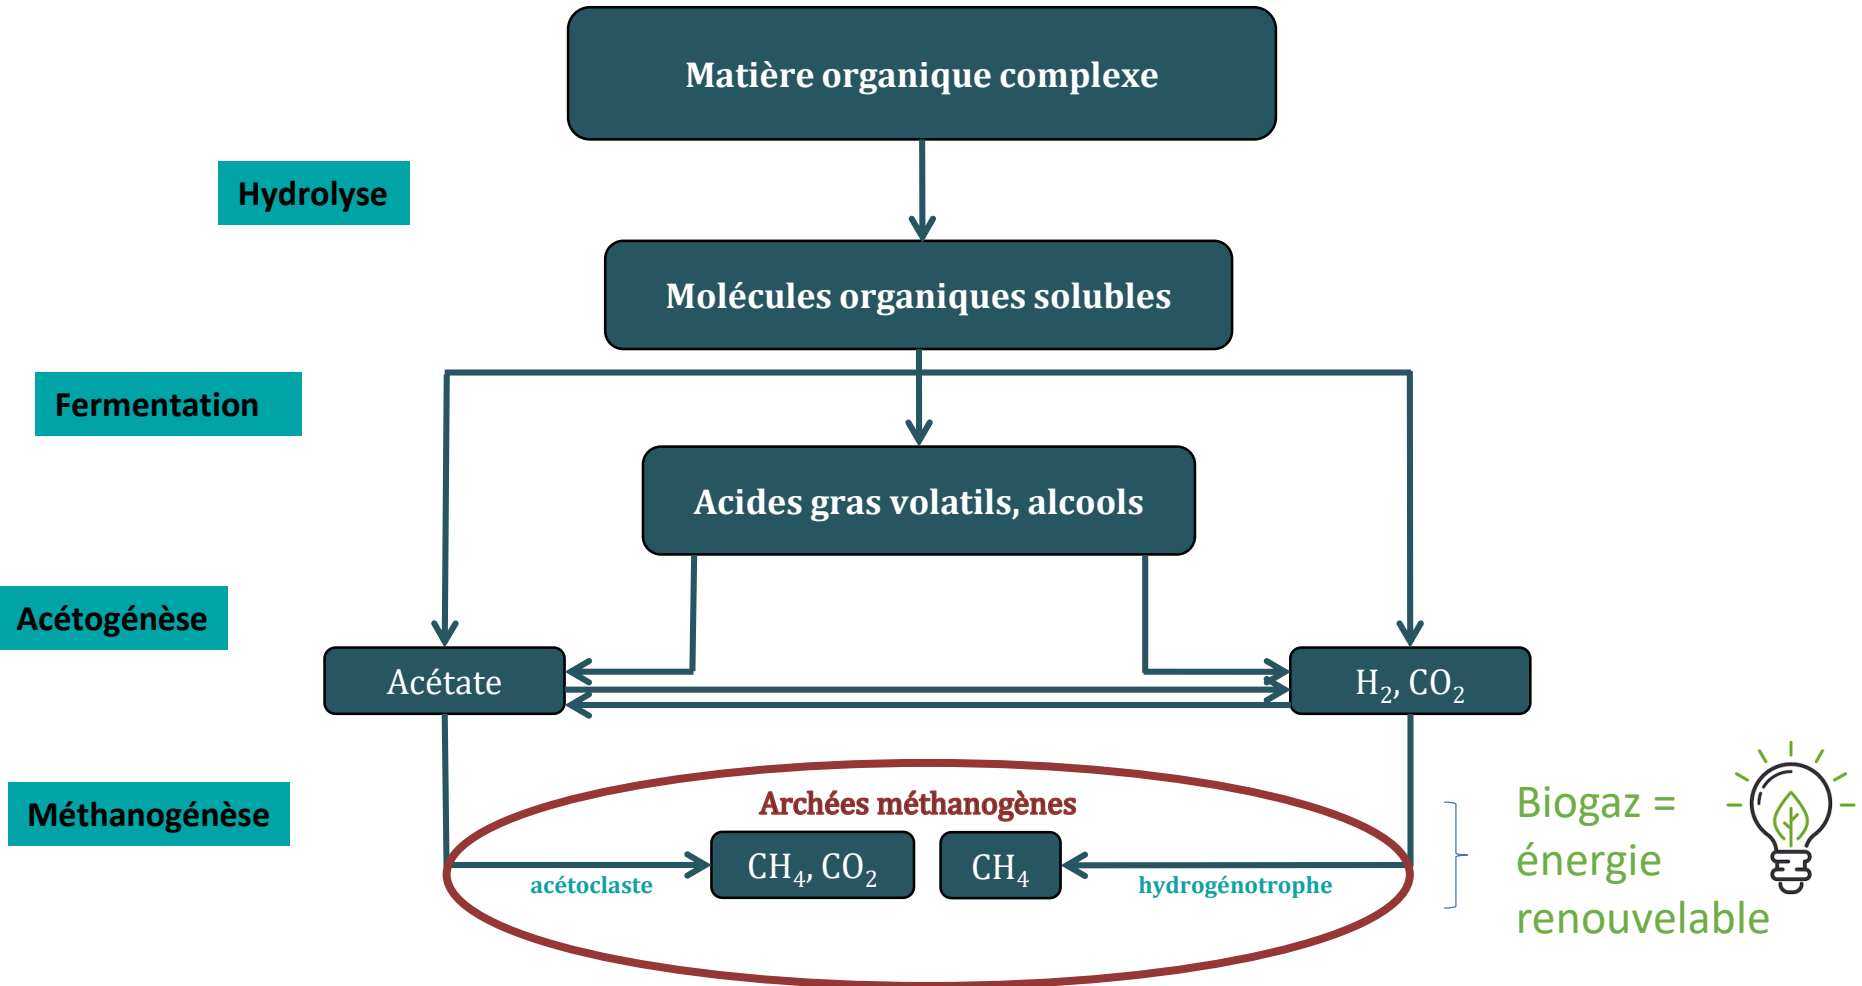 Matière organique complexe
Hydrolyse
Molécules organiques solubles
Fermentation
Acides gras volatils, alcools
Acétogénèse
Acétate
H₂, CO₂
Méthanogénèse
Archées méthanogènes
CH₄, CO₂
CH₄
acétoclaste
hydrogénotrophe
Biogaz =
énergie
renouvelable